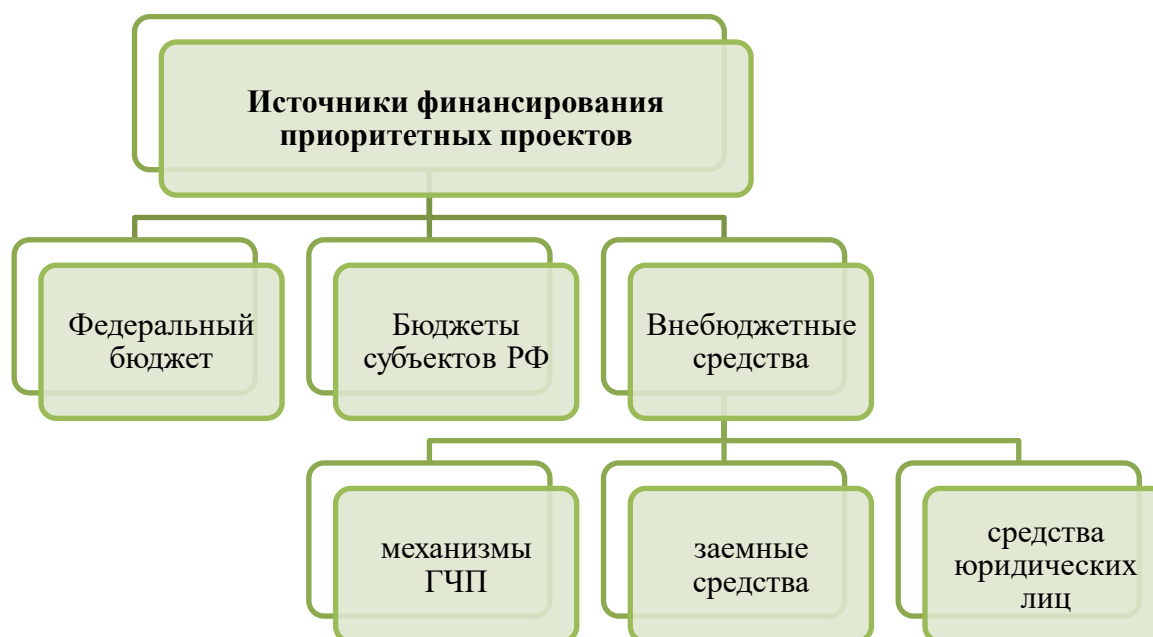 Источники финансирования
приоритетных проектов
Федеральный
бюджет
Бюджеты
субъектов РФ
Внебюджетные
средства
механизмы
ГЧП
заемные
средства
средства
юридических
лиц